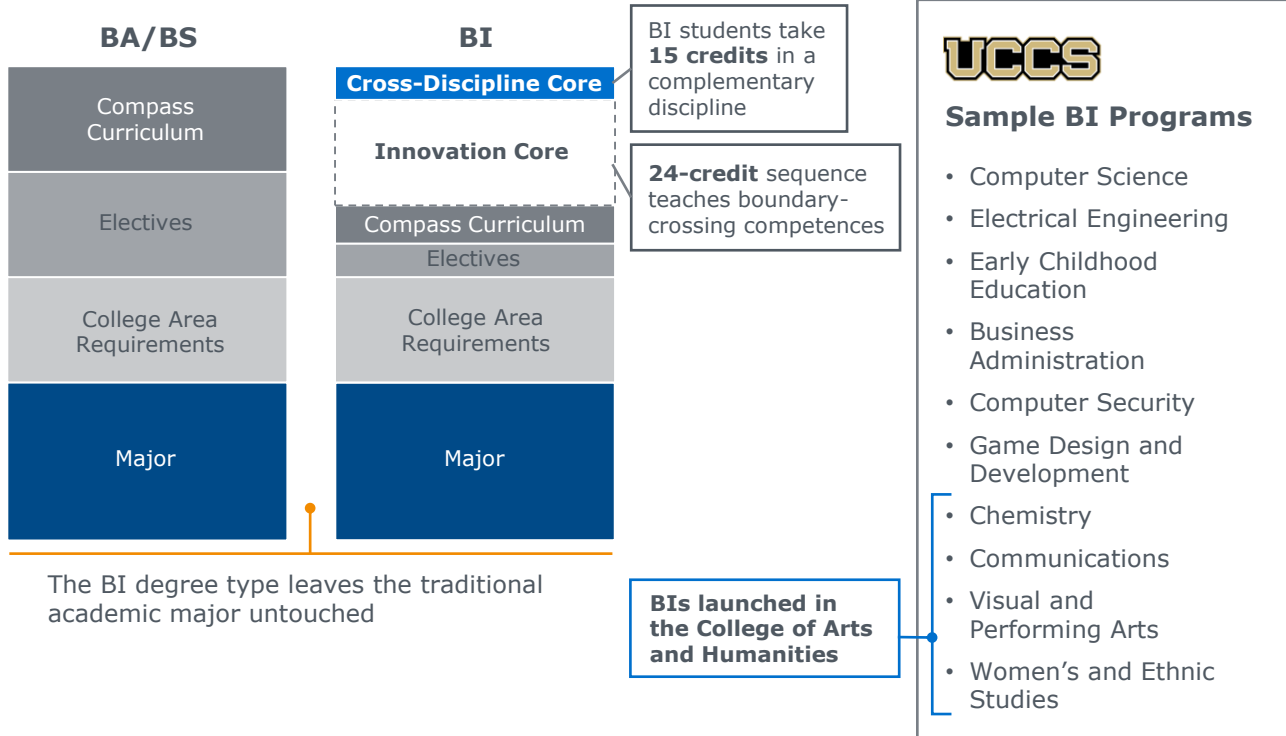 BA/BS
Compass
Curriculum
Electives
College Area
Requirements
Major
BI
Cross-Discipline Core
Innovation Core
Compass Curriculum
Electives
College Area
Requirements
Major
The BI degree type leaves the traditional
academic major untouched
BI students take
15 credits in a
complementary
discipline
24-credit sequence
teaches boundary-
crossing competences
BIs launched in
the College of Arts
and Humanities
UCCS
Sample BI Programs
• Computer Science
• Electrical Engineering
• Early Childhood
Education
• Business
Administration
• Computer Security
• Game Design and
Development
• Chemistry
• Communications
• Visual and
Performing Arts
• Women’s and Ethnic
Studies